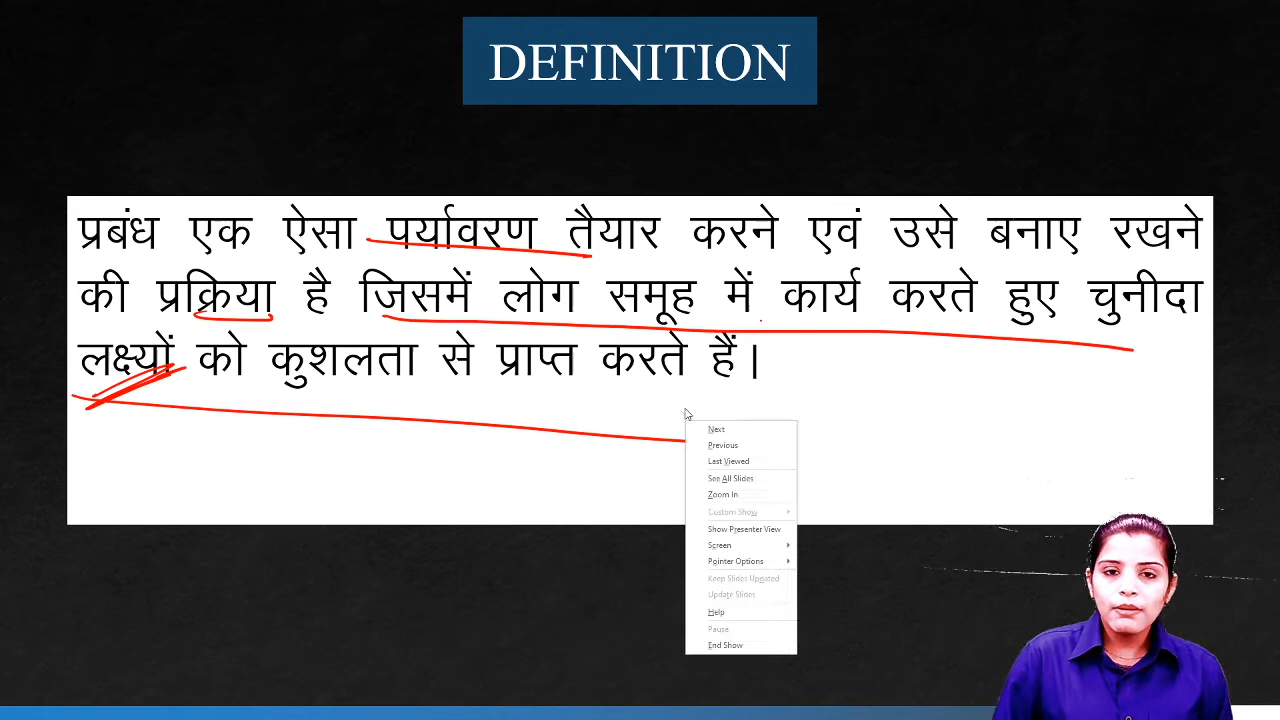 DEFINITION
प्रबंध एक ऐसा पर्यावरण तैयार करने एवं उसे बनाए रखने
की प्रक्रिया है जिसमें लोग समूह में कार्य करते हुए चुनीदा
लक्ष्यों को कुशलता से प्राप्त करते हैं।
Next
Previous
Last Viewed
See All Slides
Zoom In
Custom Show
Show Presenter View
Screen
Pointer Options
Keep Slides Updated
Update Slides
Help
Pause
End Show